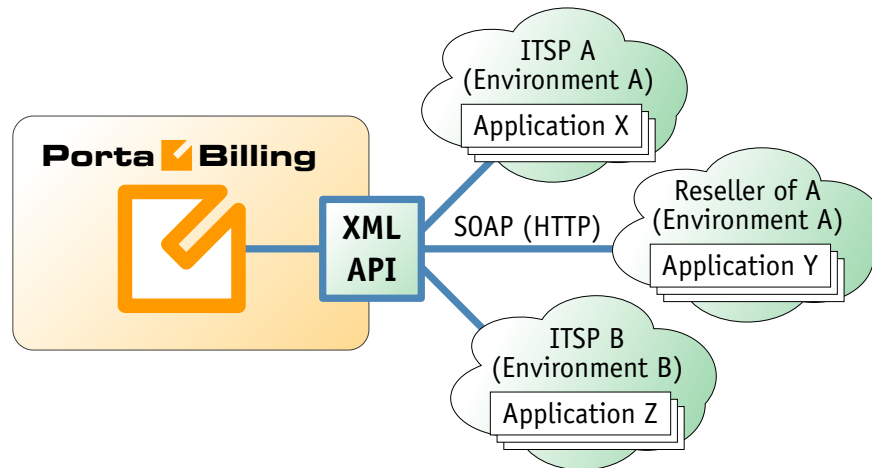 ITSP A
(Environment A)
Application X
Porta Billing
XML
API
SOAP (HTTP)
Reseller of A
(Environment A)
Application Y
ITSP B
(Environment B)
Application Z